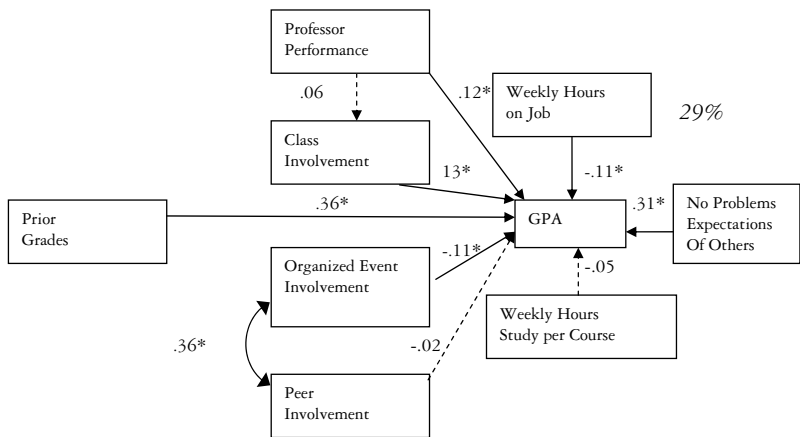 Professor
Performance
.06
.12*
Weekly Hours
on Job
29%
Class
Involvement
13*
-.11*
Prior
Grades
.36*
GPA
.31*
No Problems
Expectations
Of Others
Organized Event
Involvement
-.11*
-.05
Weekly Hours
Study per Course
.36*
-.02
Peer
Involvement